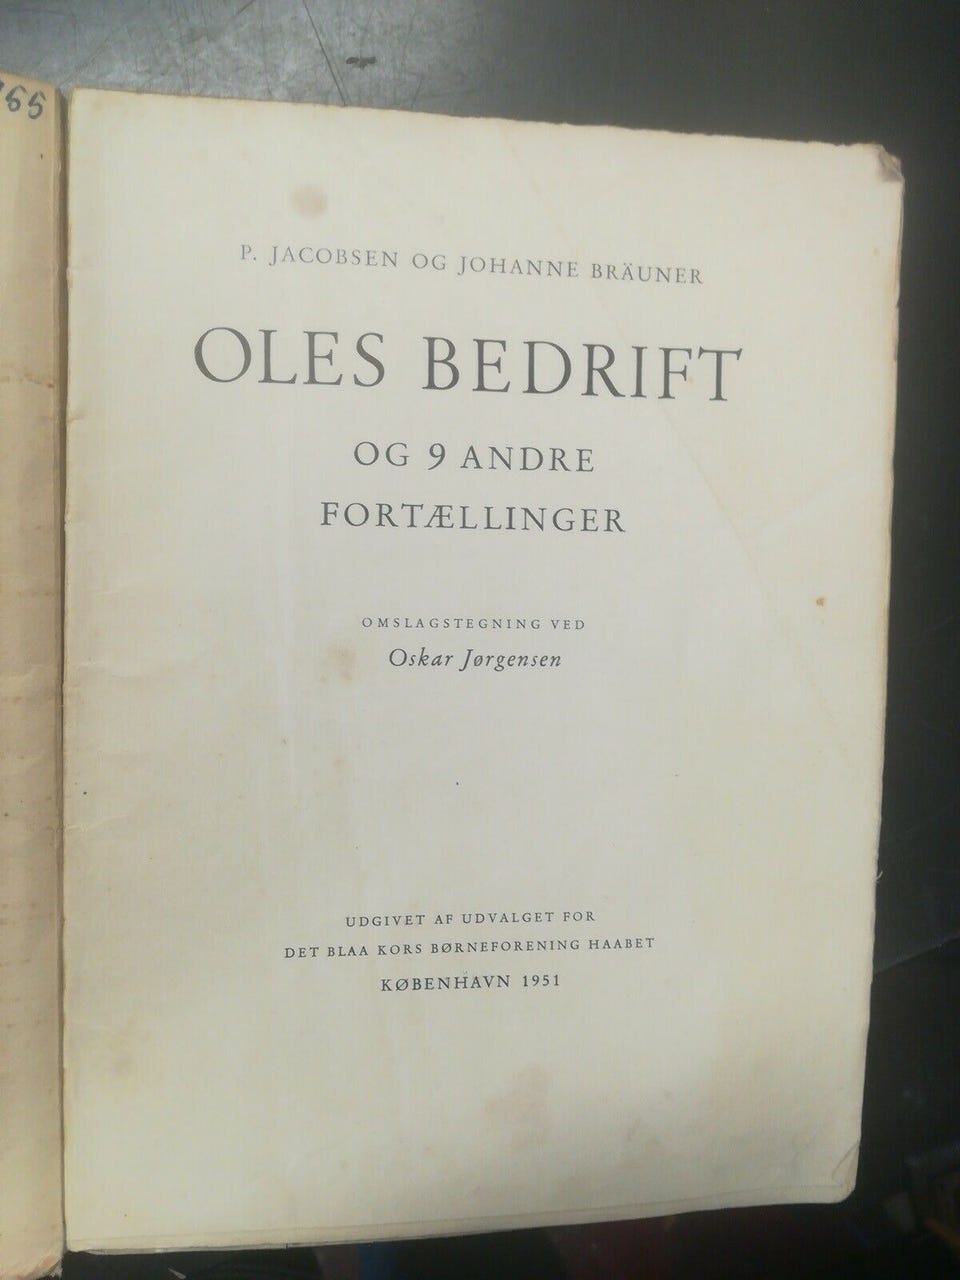 55
P. JACOBSEN OG JOHANNE BRÄUNER
OLES BEDRIFT
OG 9 ANDRE
FORTÆLLINGER
OMSLAGSTEGNING VED
Oskar Jørgensen
UDGIVET AF UDVALGET FOR
DET BLAA KORS BØRNEFORENING HAABET
KØBENHAVN 1951